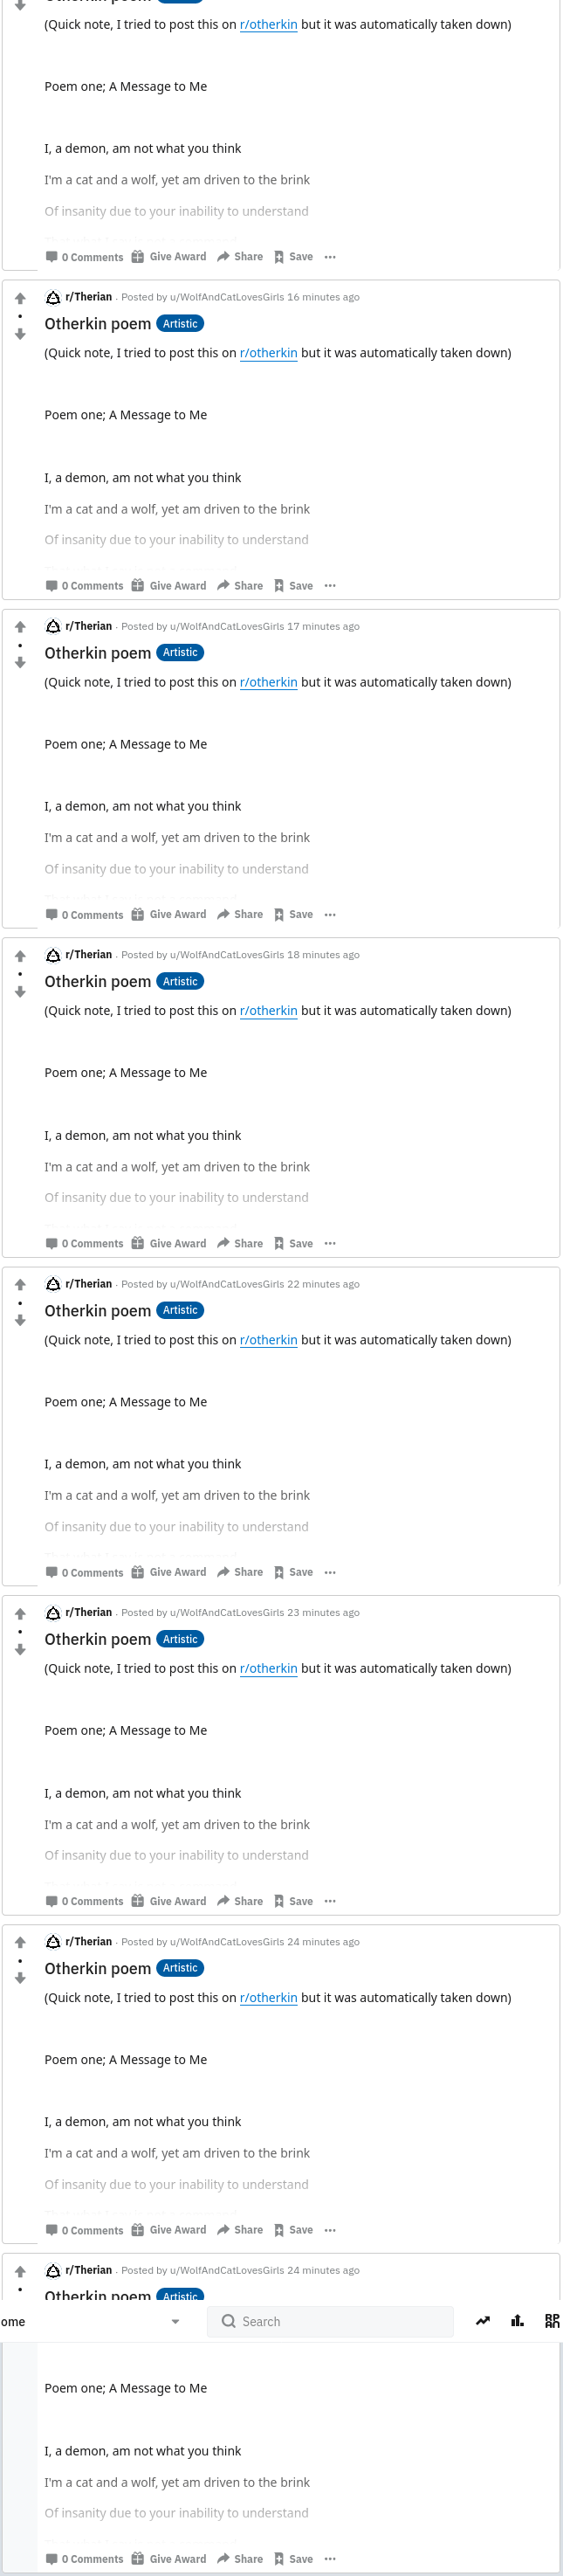 (Quick note, I tried to post this on r/otherkin but it was automatically taken down)
Poem one; A Message to Me
I, a demon, am not what you think
I'm a cat and a wolf, yet am driven to the brink
Of insanity due to your inability to understand
0 Comments Give Award Share Save
r/Therian · Posted by u/WolfAndCatLovesGirls 16 minutes ago
Otherkin poem Artistic
(Quick note, I tried to post this on r/otherkin but it was automatically taken down)
Poem one; A Message to Me
I, a demon, am not what you think
I'm a cat and a wolf, yet am driven to the brink
Of insanity due to your inability to understand
0 Comments Give Award Share Save
r/Therian · Posted by u/WolfAndCatLovesGirls 17 minutes ago
Otherkin poem Artistic
(Quick note, I tried to post this on r/otherkin but it was automatically taken down)
Poem one; A Message to Me
I, a demon, am not what you think
I'm a cat and a wolf, yet am driven to the brink
Of insanity due to your inability to understand
0 Comments Give Award Share Save
r/Therian · Posted by u/WolfAndCatLovesGirls 18 minutes ago
Otherkin poem Artistic
(Quick note, I tried to post this on r/otherkin but it was automatically taken down)
Poem one; A Message to Me
I, a demon, am not what you think
I'm a cat and a wolf, yet am driven to the brink
Of insanity due to your inability to understand
0 Comments Give Award Share Save
r/Therian · Posted by u/WolfAndCatLovesGirls 22 minutes ago
Otherkin poem Artistic
(Quick note, I tried to post this on r/otherkin but it was automatically taken down)
Poem one; A Message to Me
I, a demon, am not what you think
I'm a cat and a wolf, yet am driven to the brink
Of insanity due to your inability to understand
0 Comments Give Award Share Save
r/Therian · Posted by u/WolfAndCatLovesGirls 23 minutes ago
Otherkin poem Artistic
(Quick note, I tried to post this on r/otherkin but it was automatically taken down)
Poem one; A Message to Me
I, a demon, am not what you think
I'm a cat and a wolf, yet am driven to the brink
Of insanity due to your inability to understand
0 Comments Give Award Share Save
r/Therian · Posted by u/WolfAndCatLovesGirls 24 minutes ago
Otherkin poem Artistic
(Quick note, I tried to post this on r/otherkin but it was automatically taken down)
Poem one; A Message to Me
I, a demon, am not what you think
I'm a cat and a wolf, yet am driven to the brink
Of insanity due to your inability to understand
0 Comments Give Award Share Save
r/Therian · Posted by u/WolfAndCatLovesGirls 24 minutes ago
Otherkin poem Artistic
ome Search
Poem one; A Message to Me
I, a demon, am not what you think
I'm a cat and a wolf, yet am driven to the brink
Of insanity due to your inability to understand
0 Comments Give Award Share Save